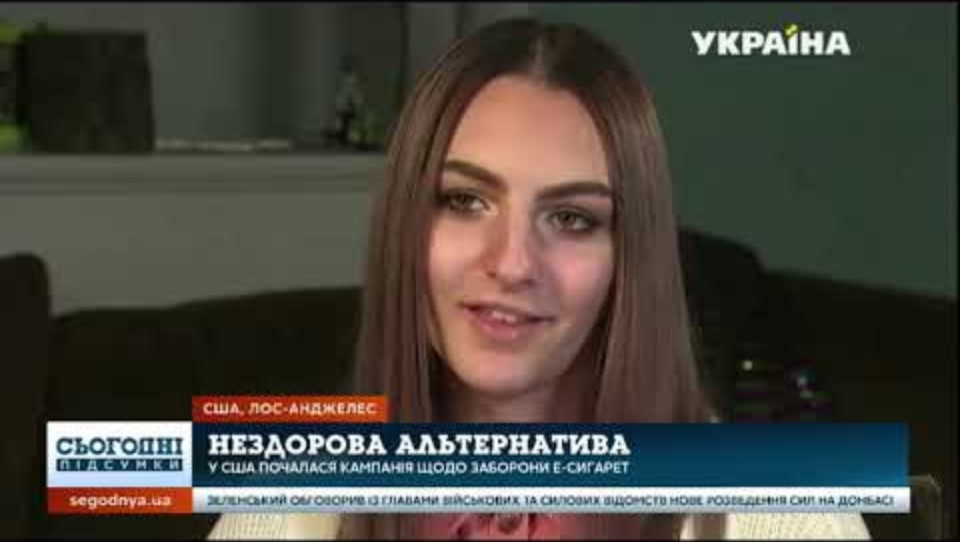 УКРАЇНА
США, ЛОС-АНДЖЕЛЕС
СЬОГОДНІ
ПІДСУМКИ
НЕЗДОРОВА АЛЬТЕРНАТИВА
У США ПОЧАЛАСЯ КАМПАНІЯ ЩОДО ЗАБОРОНИ Е-СИГАРЕТ
segodnya.ua
ЗЕЛЕНСЬКИЙ ОБГОВОРИВ ІЗ ГЛАВАМИ ВІЙСЬКОВИХ ТА СИЛОВИХ ВІДОМСТВ НОВЕ РОЗВЕДЕННЯ СИЛ НА ДОНБАСІ